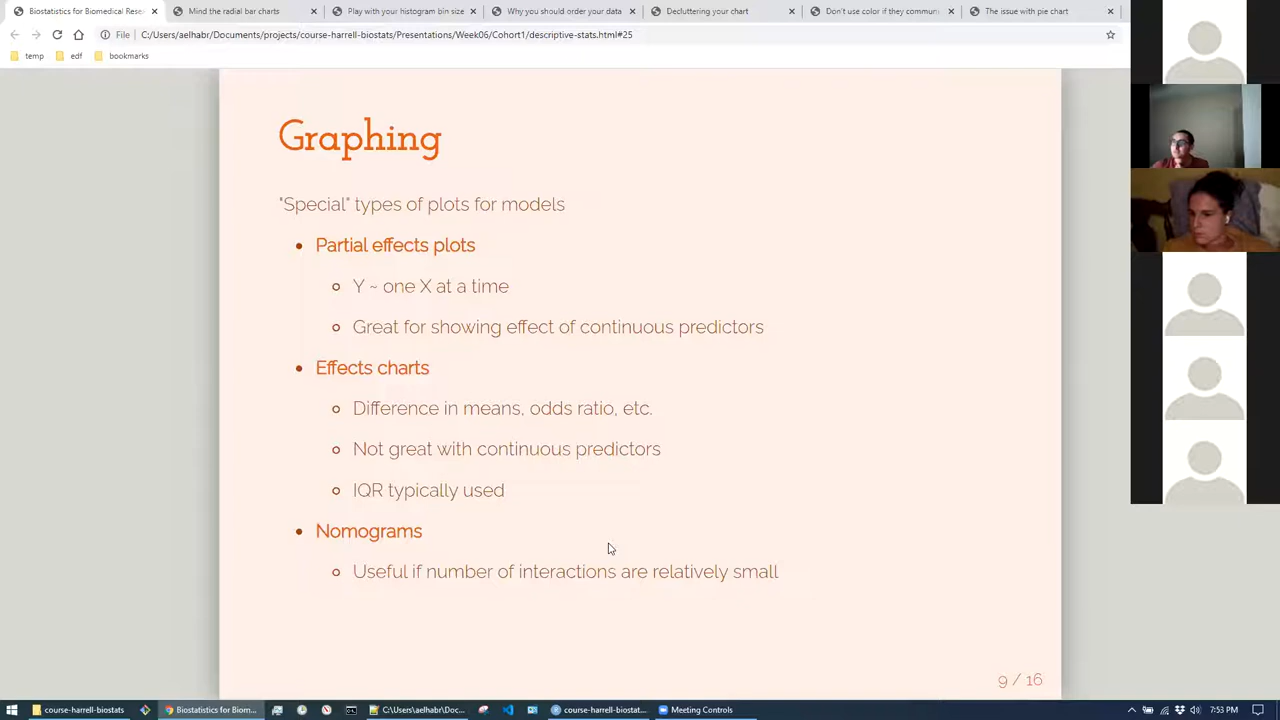 Biostatistics for Biomedical Rese
Mind the radial bar charts
Play with your histogram bin size
Why you should order your data
Decluttering your chart
Don't use color if they commun
The issue with pie chart
File
C:/Users/aelhabr/Documents/projects/course-harrell-biostats/Presentations/Week06/Cohort1/descriptive-stats.html#25
temp
edf
bookmarks
Graphing
"Special" types of plots for models
Partial effects plots
Y ~ one X at a time
Great for showing effect of continuous predictors
Effects charts
Difference in means, odds ratio, etc.
Not great with continuous predictors
IQR typically used
Nomograms
Useful if number of interactions are relatively small
9 / 16
course-harrell-biostats
Biostatistics for Biom...
C:\Users\aelhabr\Doc...
course-harrell-biostat...
Meeting Controls
7:53 PM